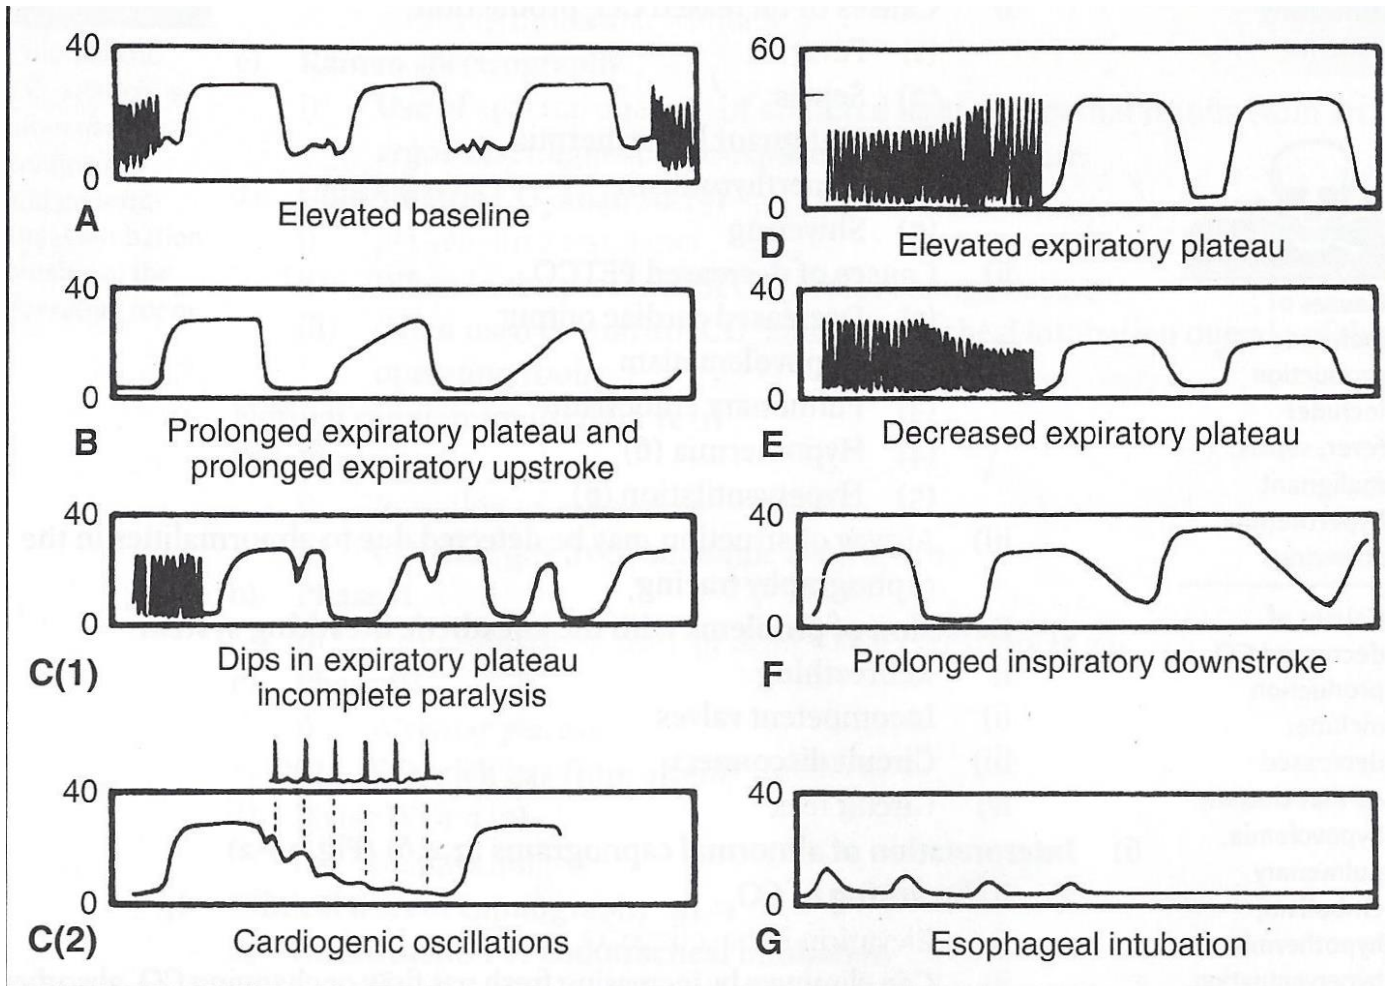 40
0
A
Elevated baseline
40
0
B
Prolonged expiratory plateau and
prolonged expiratory upstroke
40
0
C(1)
Dips in expiratory plateau
incomplete paralysis
40
0
C(2)
Cardiogenic oscillations
60
0
D
Elevated expiratory plateau
40
0
E
Decreased expiratory plateau
40
0
F
Prolonged inspiratory downstroke
40
0
G
Esophageal intubation